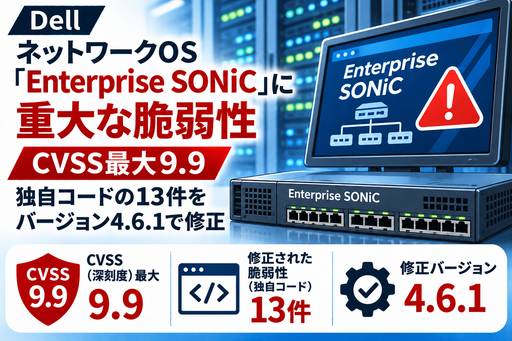 Dell
ネットワークOS
「Enterprise SONiC」に
重大な脆弱性
CVSS最大9.9
独自コードの13件を
バージョン4.6.1で修正
Enterprise
SONiC
Enterprise SONiC
CVSS
9.9
CVSS
(深刻度)最大
9.9
</>
修正された
脆弱性
(独自コード)
13件
修正バージョン
4.6.1